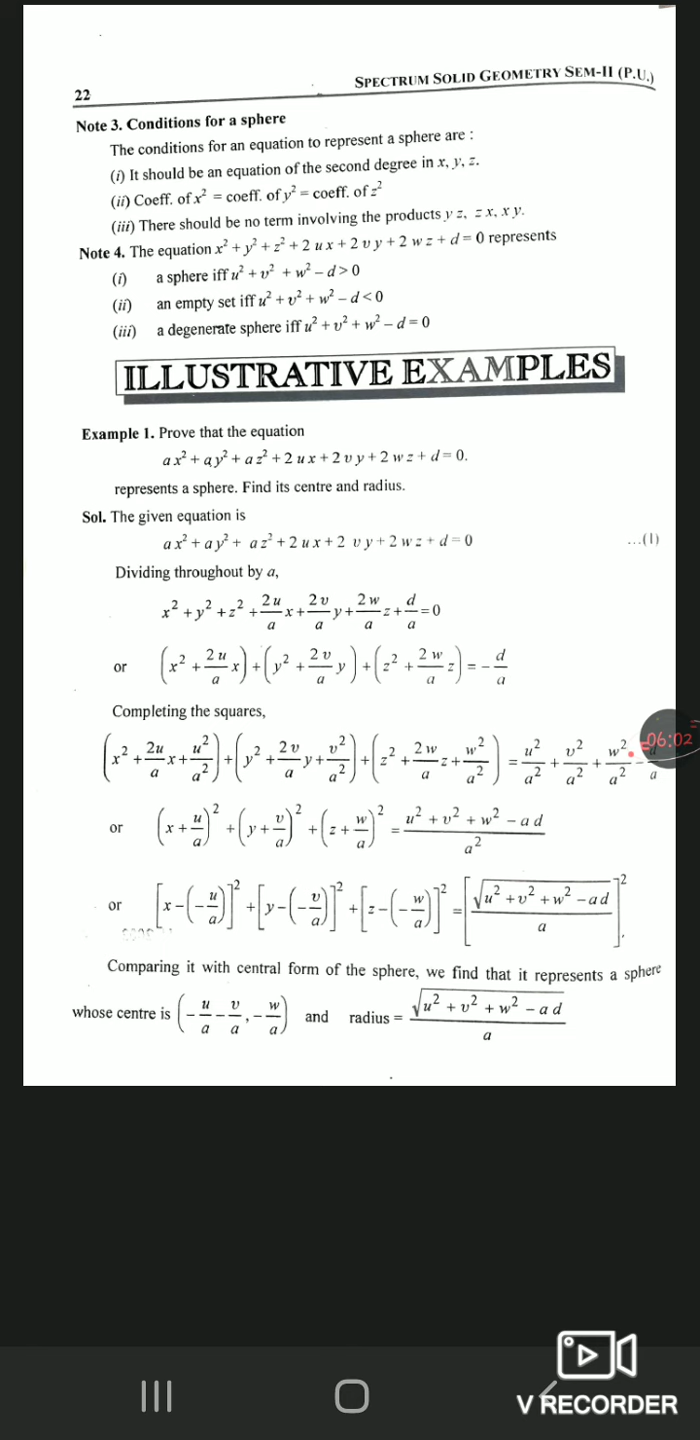 22
SPECTRUM SOLID GEOMETRY SEM-II (P.U.)
Note 3. Conditions for a sphere
The conditions for an equation to represent a sphere are :
(i) It should be an equation of the second degree in x, y, z.
(ii) Coeff. of x² = coeff. of y² = coeff. of z²
(iii) There should be no term involving the products y z, z x, x y.
Note 4. The equation x² + y² + z² + 2 u x + 2 v y + 2 w z + d = 0 represents
(i) a sphere iff u² + v² + w² – d > 0
(ii) an empty set iff u² + v² + w² – d < 0
(iii) a degenerate sphere iff u² + v² + w² – d = 0
ILLUSTRATIVE EXAMPLES
Example 1. Prove that the equation
a x² + a y² + a z² + 2 u x + 2 v y + 2 w z + d = 0.
represents a sphere. Find its centre and radius.
Sol. The given equation is
a x² + a y² + a z² + 2 u x + 2 v y + 2 w z + d = 0 ...(1)
Dividing throughout by a,
x² + y² + z² + 2u/a x + 2v/a y + 2w/a z + d/a = 0
or (x² + 2u/a x) + (y² + 2v/a y) + (z² + 2w/a z) = – d/a
Completing the squares,
(x² + 2u/a x + u²/a²) + (y² + 2v/a y + v²/a²) + (z² + 2w/a z + w²/a²) = u²/a² + v²/a² + w²/a² – /a
06:02
or (x + u/a)² + (y + v/a)² + (z + w/a)² = u² + v² + w² – a d/a²
or [x – (– u/a)]² + [y – (– v/a)]² + [z – (– w/a)]² = [√u² + v² + w² – ad/a]².
Comparing it with central form of the sphere, we find that it represents a sphere
whose centre is (– u/a – v/a , – w/a) and radius = √u² + v² + w² – a d/a
V RECORDER